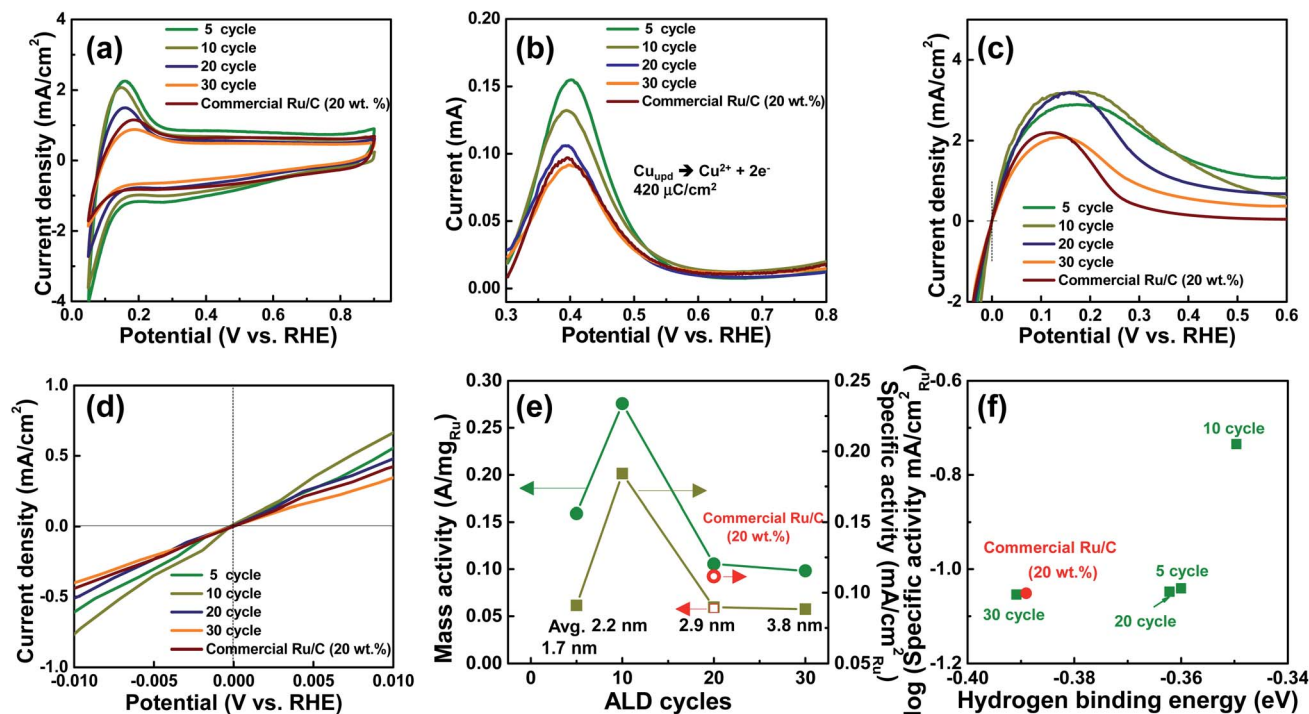 (a)
5 cycle
10 cycle
20 cycle
30 cycle
Commercial Ru/C (20 wt. %)
Current density (mA/cm²)
4
2
0
-2
-4
0.0 0.2 0.4 0.6 0.8
Potential (V vs. RHE)
(b)
5 cycle
10 cycle
20 cycle
30 cycle
Commercial Ru/C (20 wt. %)
Cu_upd ➔ Cu²⁺ + 2e⁻
420 μC/cm²
Current (mA)
0.20
0.15
0.10
0.05
0.00
0.3 0.4 0.5 0.6 0.7 0.8
Potential (V vs. RHE)
(c)
Current density (mA/cm²)
4
2
0
-2
5 cycle
10 cycle
20 cycle
30 cycle
Commercial Ru/C (20 wt. %)
0.0 0.1 0.2 0.3 0.4 0.5 0.6
Potential (V vs. RHE)
(d)
Current density (mA/cm²)
1.0
0.5
0.0
-0.5
-1.0
5 cycle
10 cycle
20 cycle
30 cycle
Commercial Ru/C (20 wt. %)
-0.010 -0.005 0.000 0.005 0.010
Potential (V vs. RHE)
(e)
Mass activity (A/mg_Ru)
0.30
0.25
0.20
0.15
0.10
0.05
0.00
Commercial Ru/C
(20 wt.%)
Avg. 2.2 nm 2.9 nm 3.8 nm
1.7 nm
0 10 20 30
ALD cycles
0.25
0.20
0.15
0.10
0.05
Specific activity (mA/cm²_Ru)
(f)
log (Specific activity mA/cm²_Ru)
-0.6
-0.8
-1.0
-1.2
10 cycle
Commercial Ru/C
(20 wt.%)
5 cycle
30 cycle
20 cycle
-0.40 -0.38 -0.36 -0.34
Hydrogen binding energy (eV)